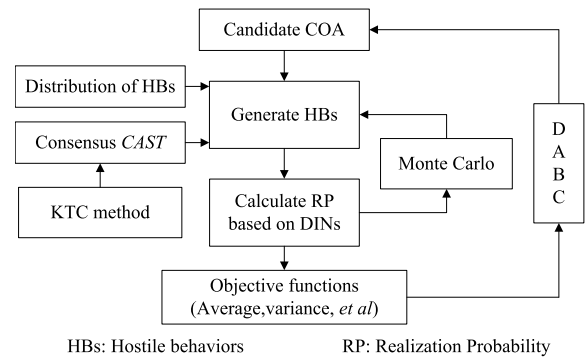 Candidate COA
Distribution of HBs
Generate HBs
Consensus CAST
KTC method
Monte Carlo
Calculate RP
based on DINs
D
A
B
C
Objective functions
(Average,variance, et al)
HBs: Hostile behaviors
RP: Realization Probability